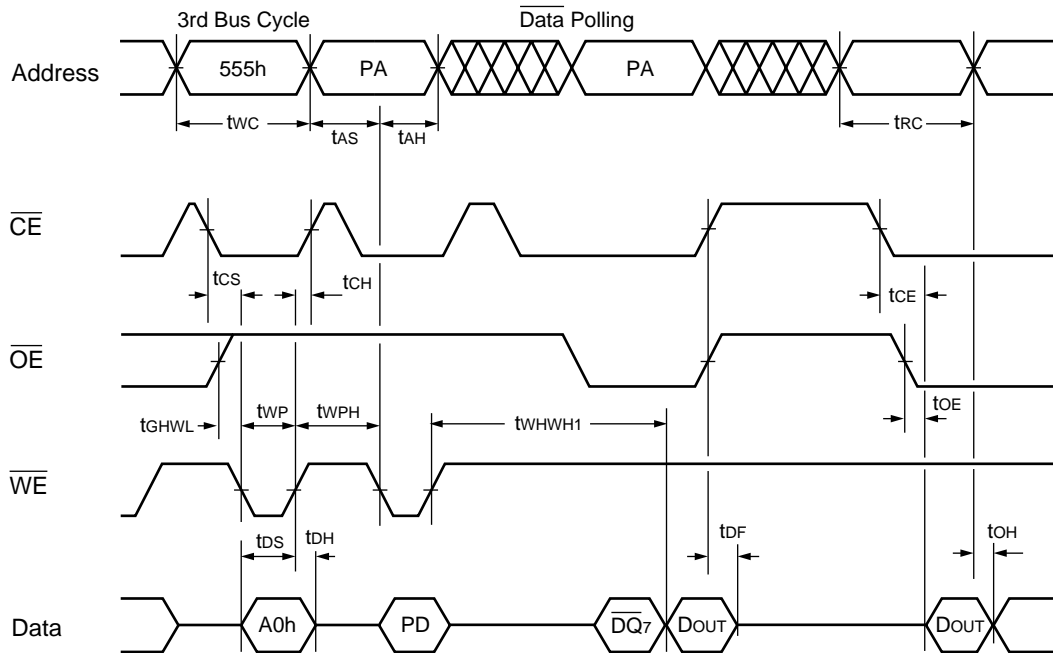 3rd Bus Cycle Data Polling
Address 555h PA PA
tWC tAS tAH tRC
CE
tCS tCH tCE
OE
tGHWL tWP tWPH tWHWH1 tOE
WE
tDS tDH tDF tOH
Data A0h PD DQ7 DOUT DOUT